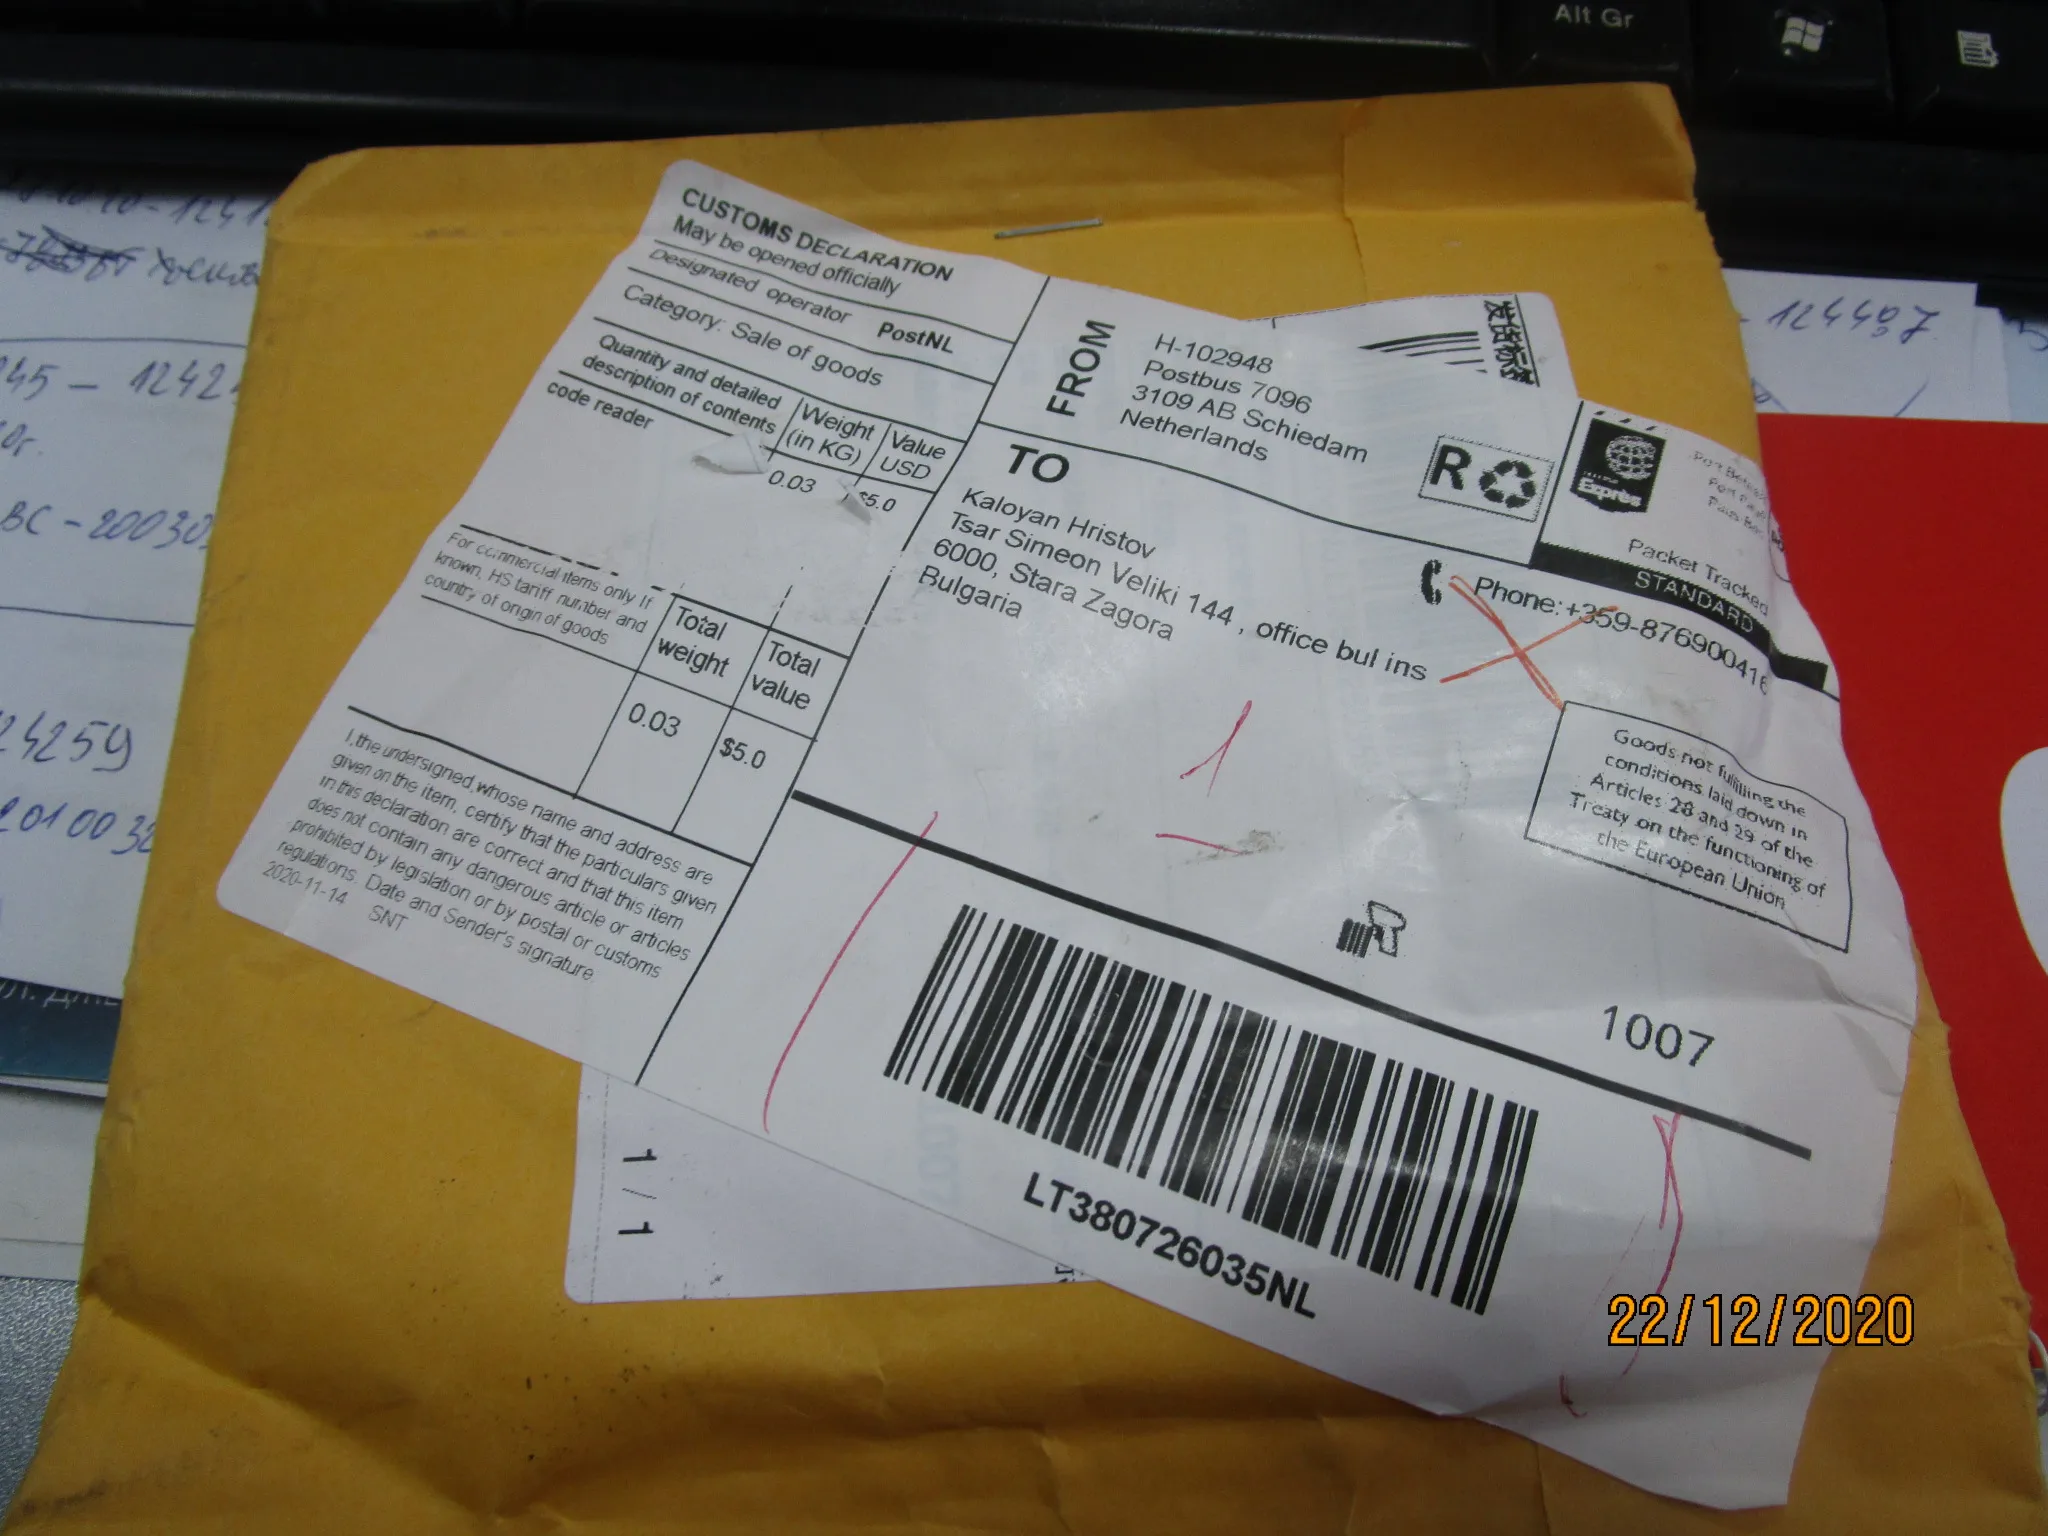 Alt Gr
CUSTOMS DECLARATION
May be opened officially
Designated operator PostNL
Category: Sale of goods
Quantity and detailed
description of contents
Weight
(in KG)
Value
USD
code reader
0.03
$5.0
For commercial items only If
known, HS tariff number and
country of origin of goods
Total
weight
Total
value
0.03
$5.0
I, the undersigned, whose name and address are
given on the item, certify that the particulars given
in this declaration are correct and that this item
does not contain any dangerous article or articles
prohibited by legislation or by postal or customs
regulations. Date and Sender's signature
2020-11-14 SNT
FROM
H-102948
Postbus 7096
3109 AB Schiedam
Netherlands
TO
Kaloyan Hristov
Tsar Simeon Veliki 144 , office bul ins
6000, Stara Zagora
Bulgaria
R
Exprès
Packet Tracked
STANDARD
Phone:+359-87690041
Goods not fulfilling the
conditions laid down in
Articles 28 and 29 of the
Treaty on the functioning of
the European Union
1
1007
LT380726035NL
1 / 1
124259
22/12/2020